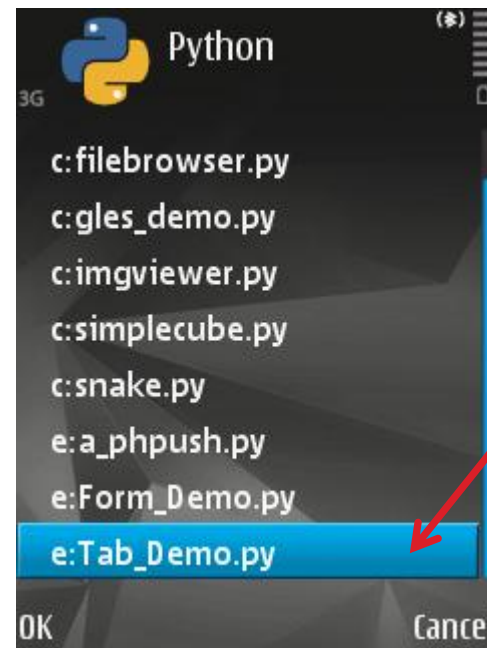 Python
3G
c:filebrowser.py
c:gles_demo.py
c:imgviewer.py
c:simplecube.py
c:snake.py
e:a_phpush.py
e:Form_Demo.py
e:Tab_Demo.py
OK Cance